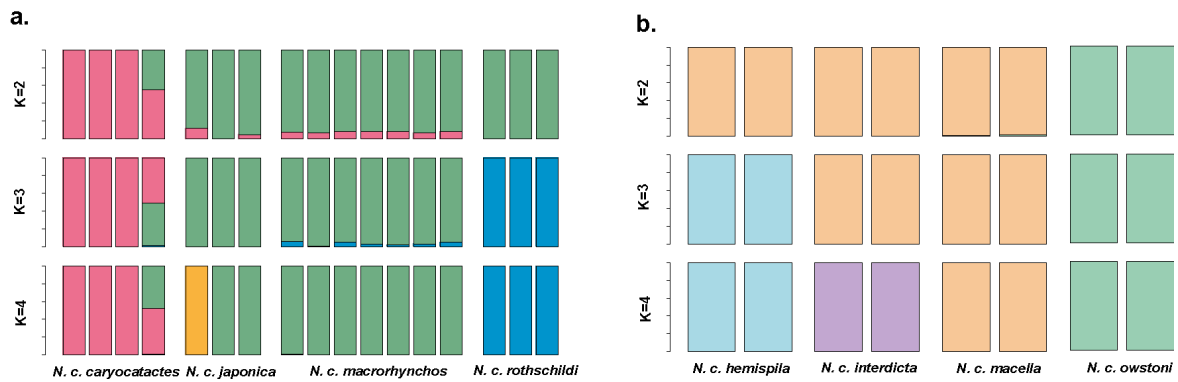 a.
K=2
K=3
K=4
N. c. caryocatactes N. c. japonica N. c. macrorhynchos N. c. rothschildi
b.
K=2
K=3
K=4
N. c. hemispila N. c. interdicta N. c. macella N. c. owstoni